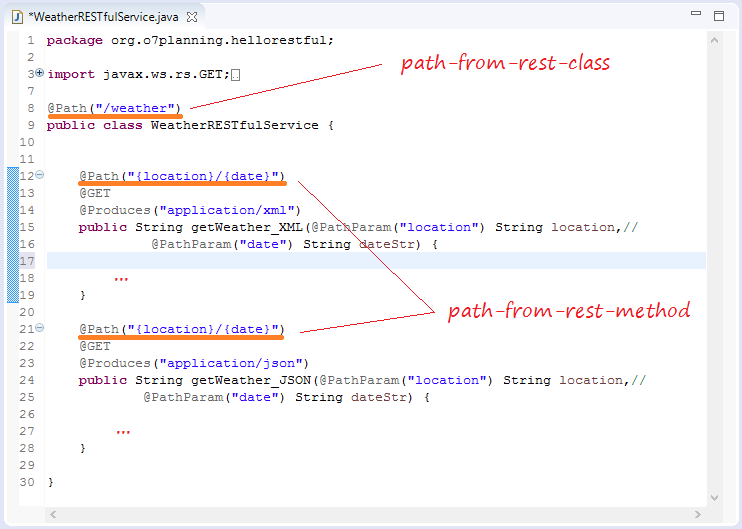 *WeatherRESTfulService.java
1 package org.o7planning.hellorestful;
2
3 import javax.ws.rs.GET;
7
path-from-rest-class
8 @Path("/weather")
9 public class WeatherRESTfulService {
10
11
12 @Path("{location}/{date}")
13 @GET
14 @Produces("application/xml")
15 public String getWeather_XML(@PathParam("location") String location,//
16 @PathParam("date") String dateStr) {
17
18 ...
19 }
20
path-from-rest-method
21 @Path("{location}/{date}")
22 @GET
23 @Produces("application/json")
24 public String getWeather_JSON(@PathParam("location") String location,//
25 @PathParam("date") String dateStr) {
26
27 ...
28 }
29
30 }